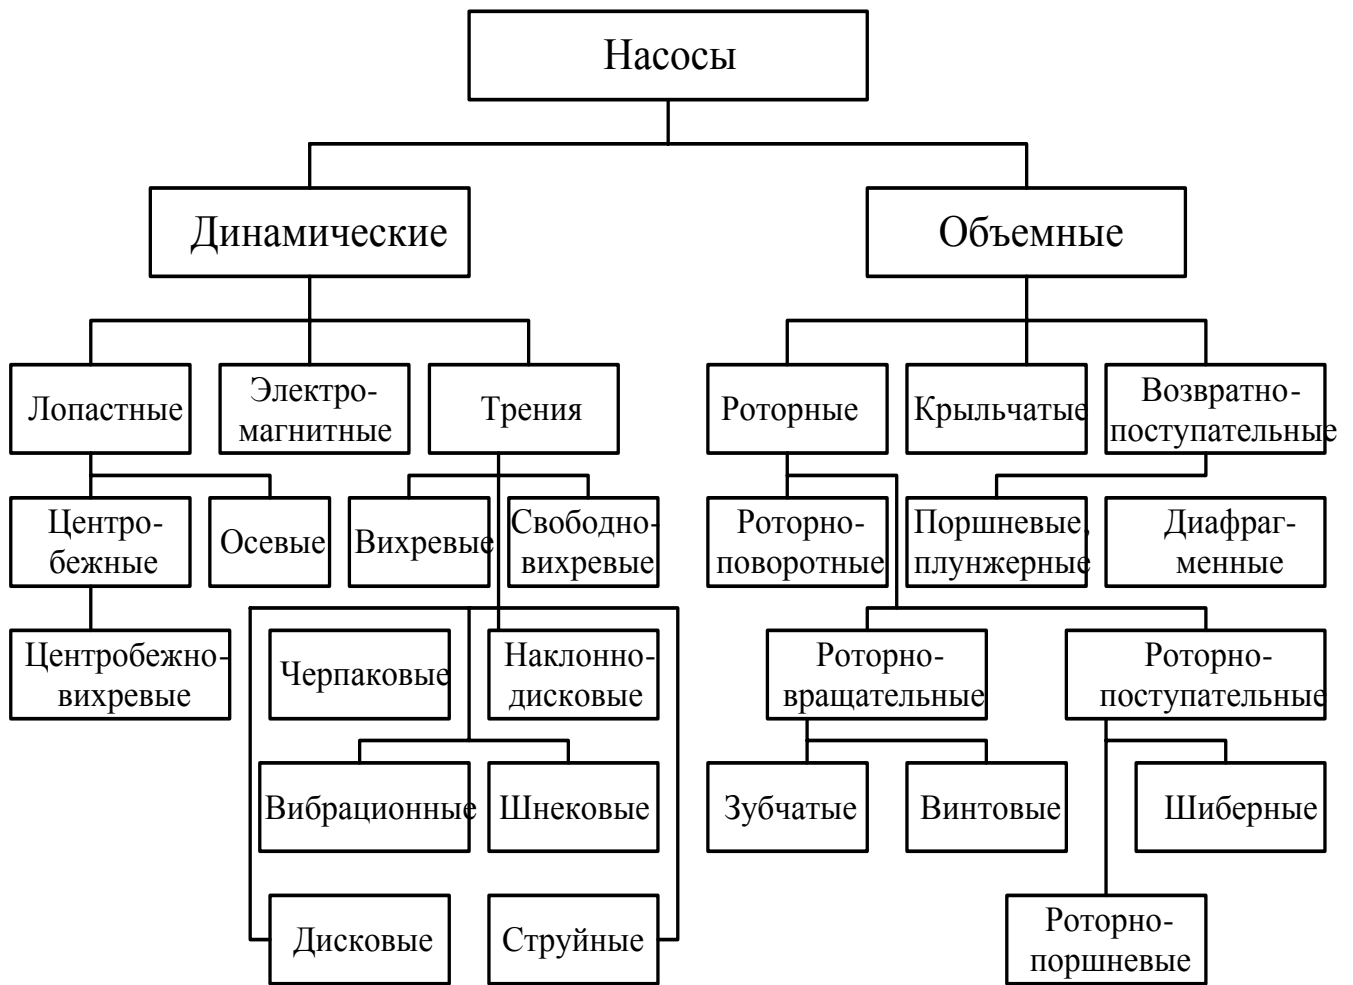 Насосы
Динамические
Объемные
Лопастные
Электро-
магнитные
Трения
Роторные
Крыльчатые
Возвратно-
поступательные
Центро-
бежные
Осевые
Вихревые
Свободно-
вихревые
Роторно-
поворотные
Поршневые,
плунжерные
Диафраг-
менные
Центробежно-
вихревые
Черпаковые
Наклонно-
дисковые
Роторно-
вращательные
Роторно-
поступательные
Вибрационные
Шнековые
Зубчатые
Винтовые
Шиберные
Дисковые
Струйные
Роторно-
поршневые